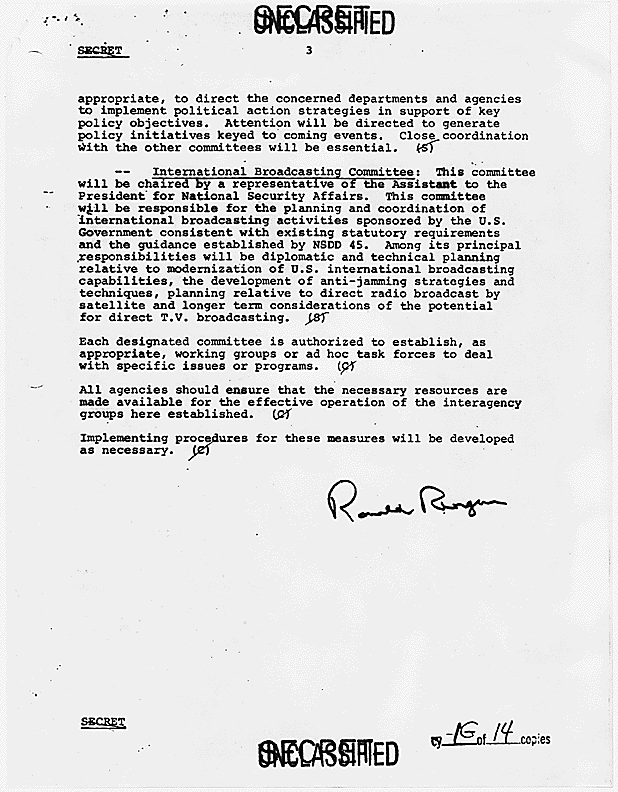 SECRET
UNCLASSIFIED
SECRET
3
appropriate, to direct the concerned departments and agencies
to implement political action strategies in support of key
policy objectives. Attention will be directed to generate
policy initiatives keyed to coming events. Close coordination
with the other committees will be essential. (S)
-- International Broadcasting Committee: This committee
will be chaired by a representative of the Assistant to the
President for National Security Affairs. This committee
will be responsible for the planning and coordination of
international broadcasting activities sponsored by the U.S.
Government consistent with existing statutory requirements
and the guidance established by NSDD 45. Among its principal
responsibilities will be diplomatic and technical planning
relative to modernization of U.S. international broadcasting
capabilities, the development of anti-jamming strategies and
techniques, planning relative to direct radio broadcast by
satellite and longer term considerations of the potential
for direct T.V. broadcasting. (S)
Each designated committee is authorized to establish, as
appropriate, working groups or ad hoc task forces to deal
with specific issues or programs. (C)
All agencies should ensure that the necessary resources are
made available for the effective operation of the interagency
groups here established. (C)
Implementing procedures for these measures will be developed
as necessary. (C)
Ronald Reagan
SECRET
of 14 copies
SECRET
UNCLASSIFIED